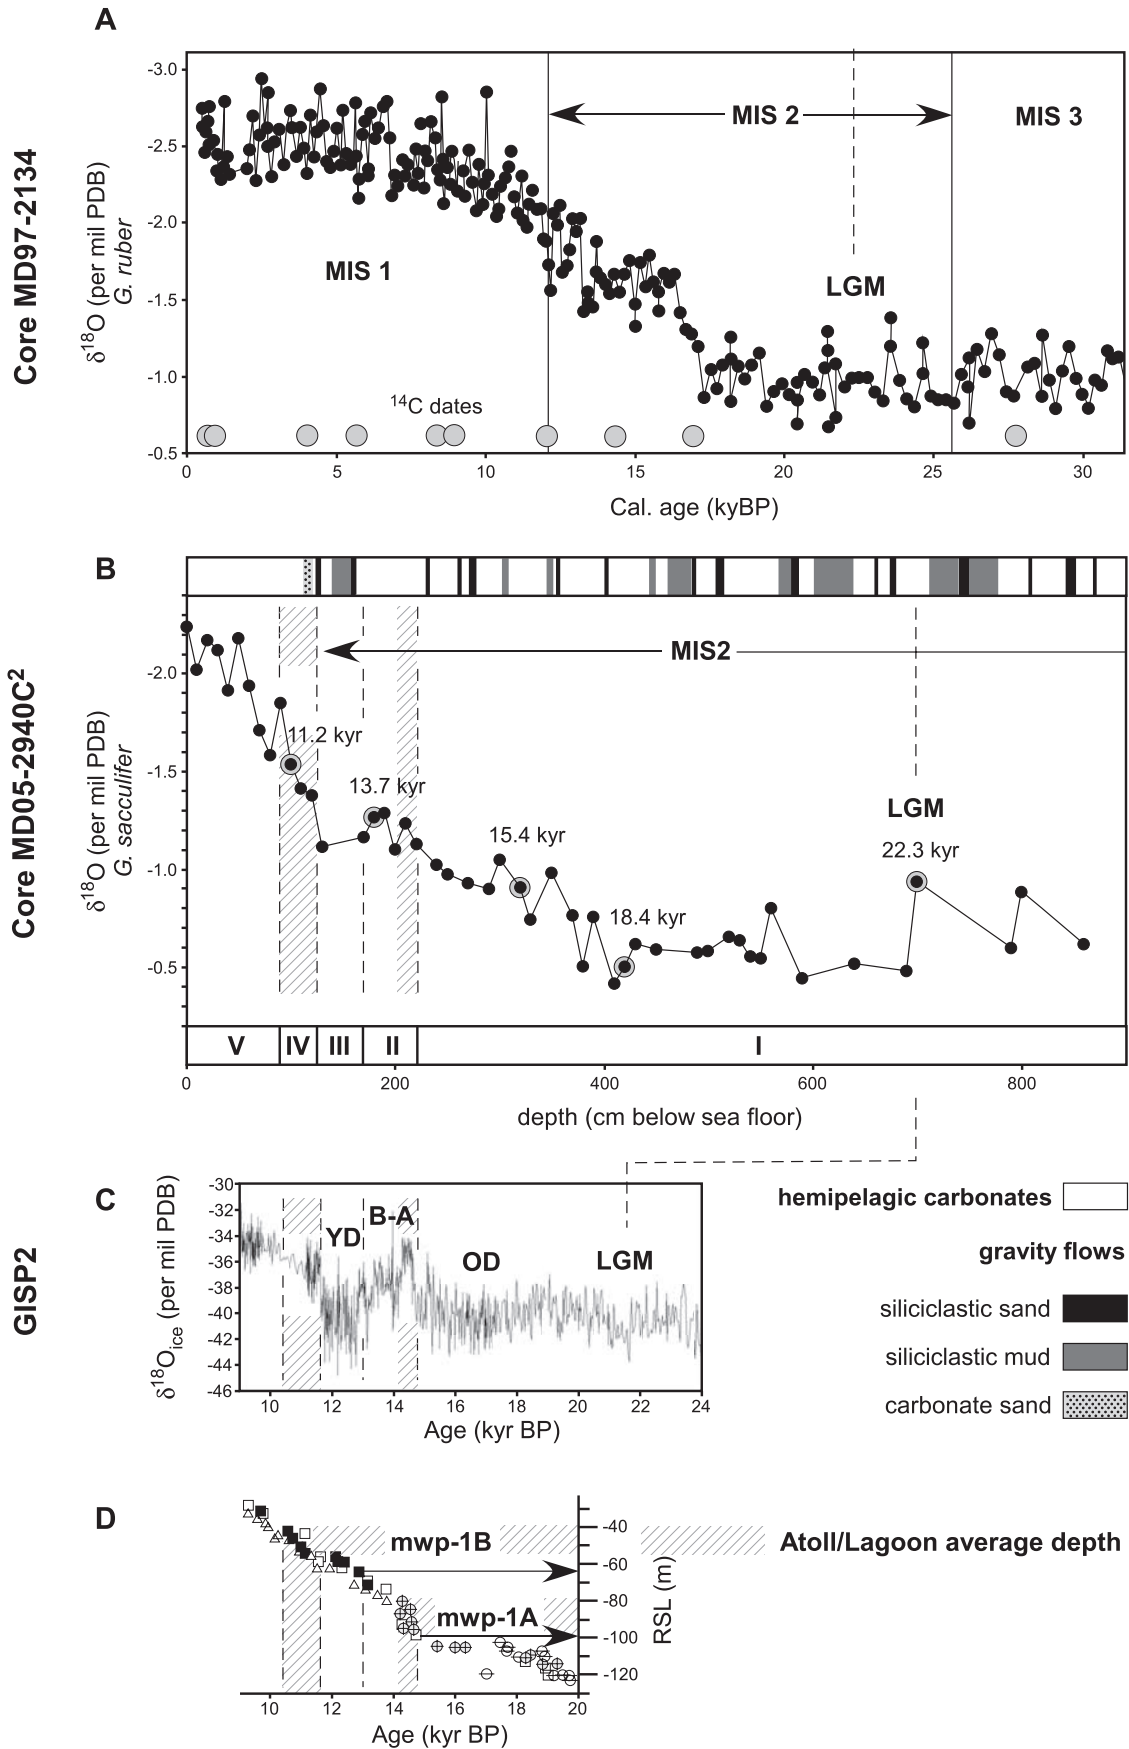 A
Core MD97-2134
δ18O (per mil PDB)
G. ruber
-3.0
-2.5
-2.0
-1.5
-1.0
-0.5
MIS 2
MIS 3
MIS 1
LGM
14C dates
0 5 10 15 20 25 30
Cal. age (kyBP)
B
Core MD05-2940C2
δ18O (per mil PDB)
G. sacculifer
-2.0
-1.5
-1.0
-0.5
MIS2
11.2 kyr
13.7 kyr
LGM
15.4 kyr
22.3 kyr
18.4 kyr
V IV III II I
0 200 400 600 800
depth (cm below sea floor)
C
GISP2
δ18Oice (per mil PDB)
-30
-32
-34
-36
-38
-40
-42
-44
-46
B-A
YD
OD
LGM
10 12 14 16 18 20 22 24
Age (kyr BP)
hemipelagic carbonates
gravity flows
siliciclastic sand
siliciclastic mud
carbonate sand
D
mwp-1B
mwp-1A
-40
-60
-80
-100
-120
RSL (m)
Atoll/Lagoon average depth
10 12 14 16 18 20
Age (kyr BP)